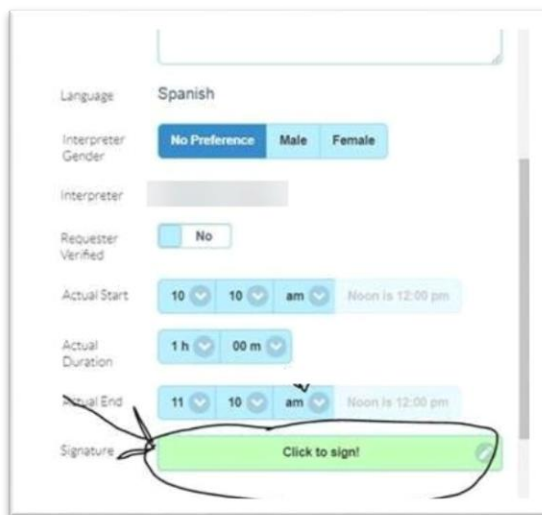 Language Spanish
Interpreter Gender No Preference Male Female
Interpreter
Requester Verified No
Actual Start 10 10 am Noon is 12:00 pm
Actual Duration 1 h 00 m
Actual End 11 10 am Noon is 12:00 pm
Signature Click to sign!